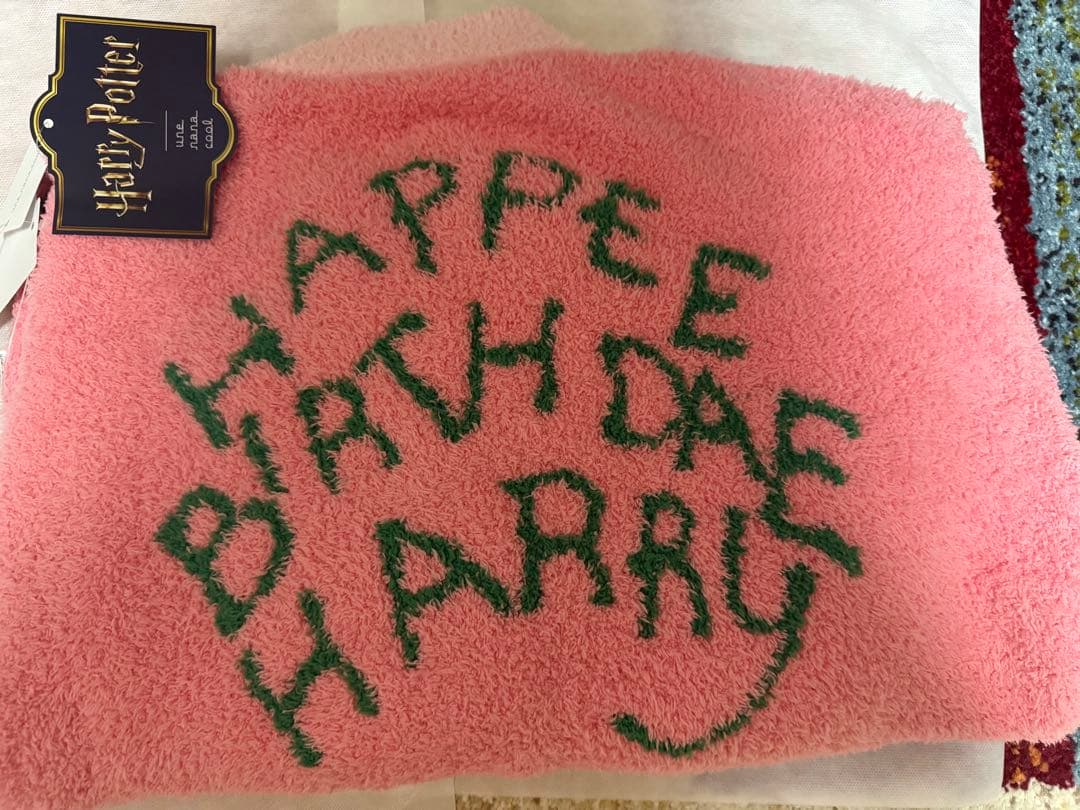 Harry Potter
une
nana
cool
HAPPEE
BIRTHDAE
HARRY